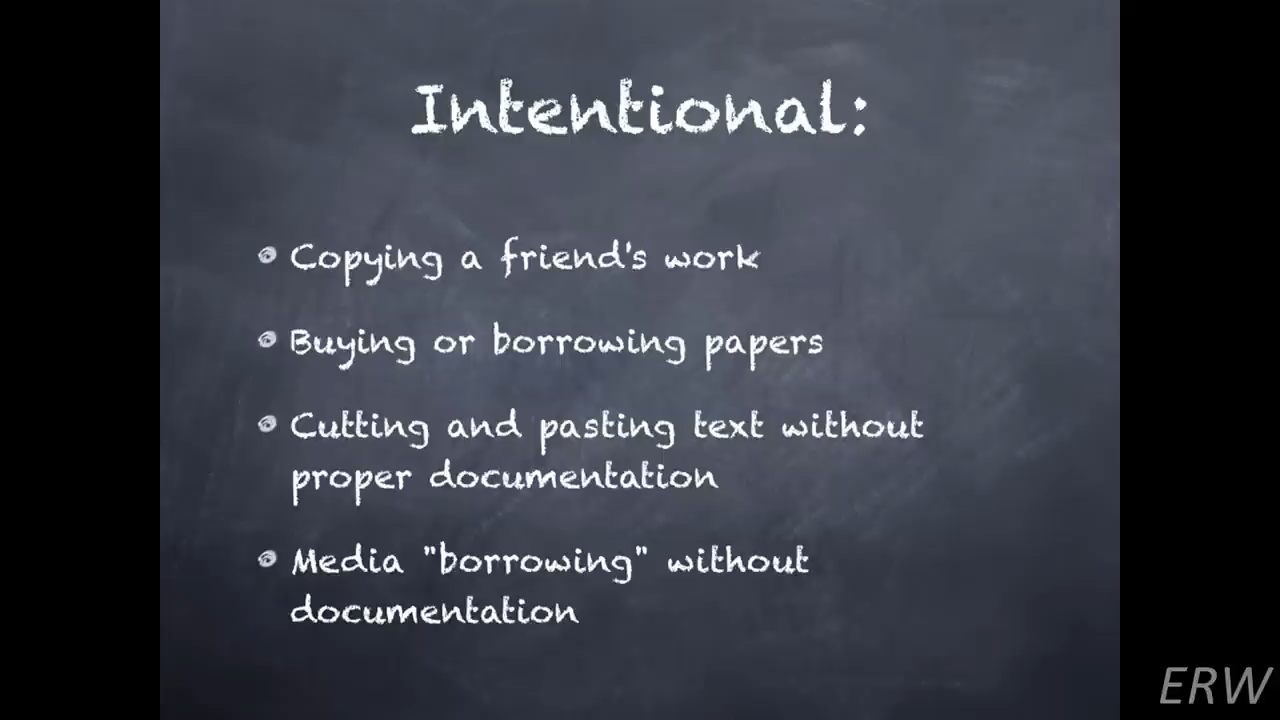 Intentional:
Copying a friend's work
Buying or borrowing papers
Cutting and pasting text without
proper documentation
Media "borrowing" without
documentation
ERW